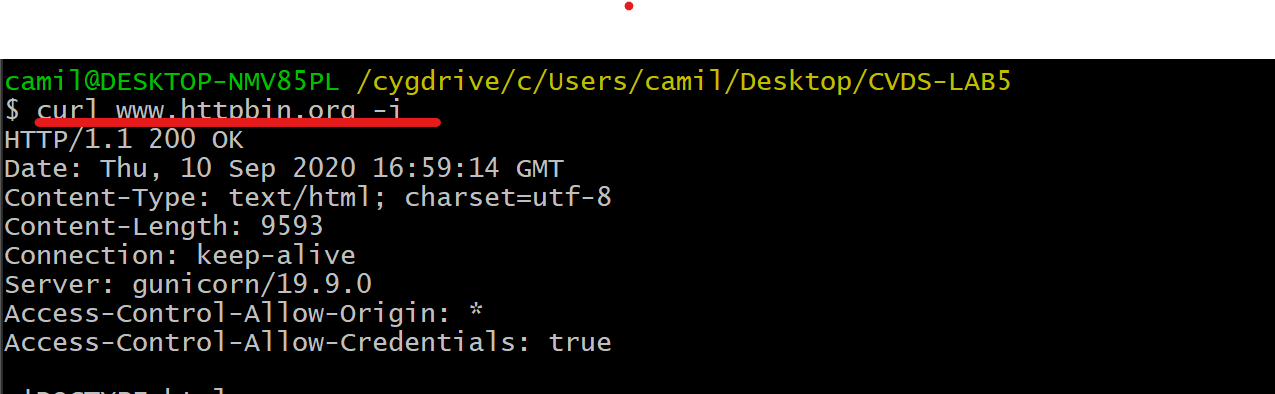 camil@DESKTOP-NMV85PL /cygdrive/c/Users/camil/Desktop/CVDS-LAB5
$ curl www.httpbin.org -i
HTTP/1.1 200 OK
Date: Thu, 10 Sep 2020 16:59:14 GMT
Content-Type: text/html; charset=utf-8
Content-Length: 9593
Connection: keep-alive
Server: gunicorn/19.9.0
Access-Control-Allow-Origin: *
Access-Control-Allow-Credentials: true